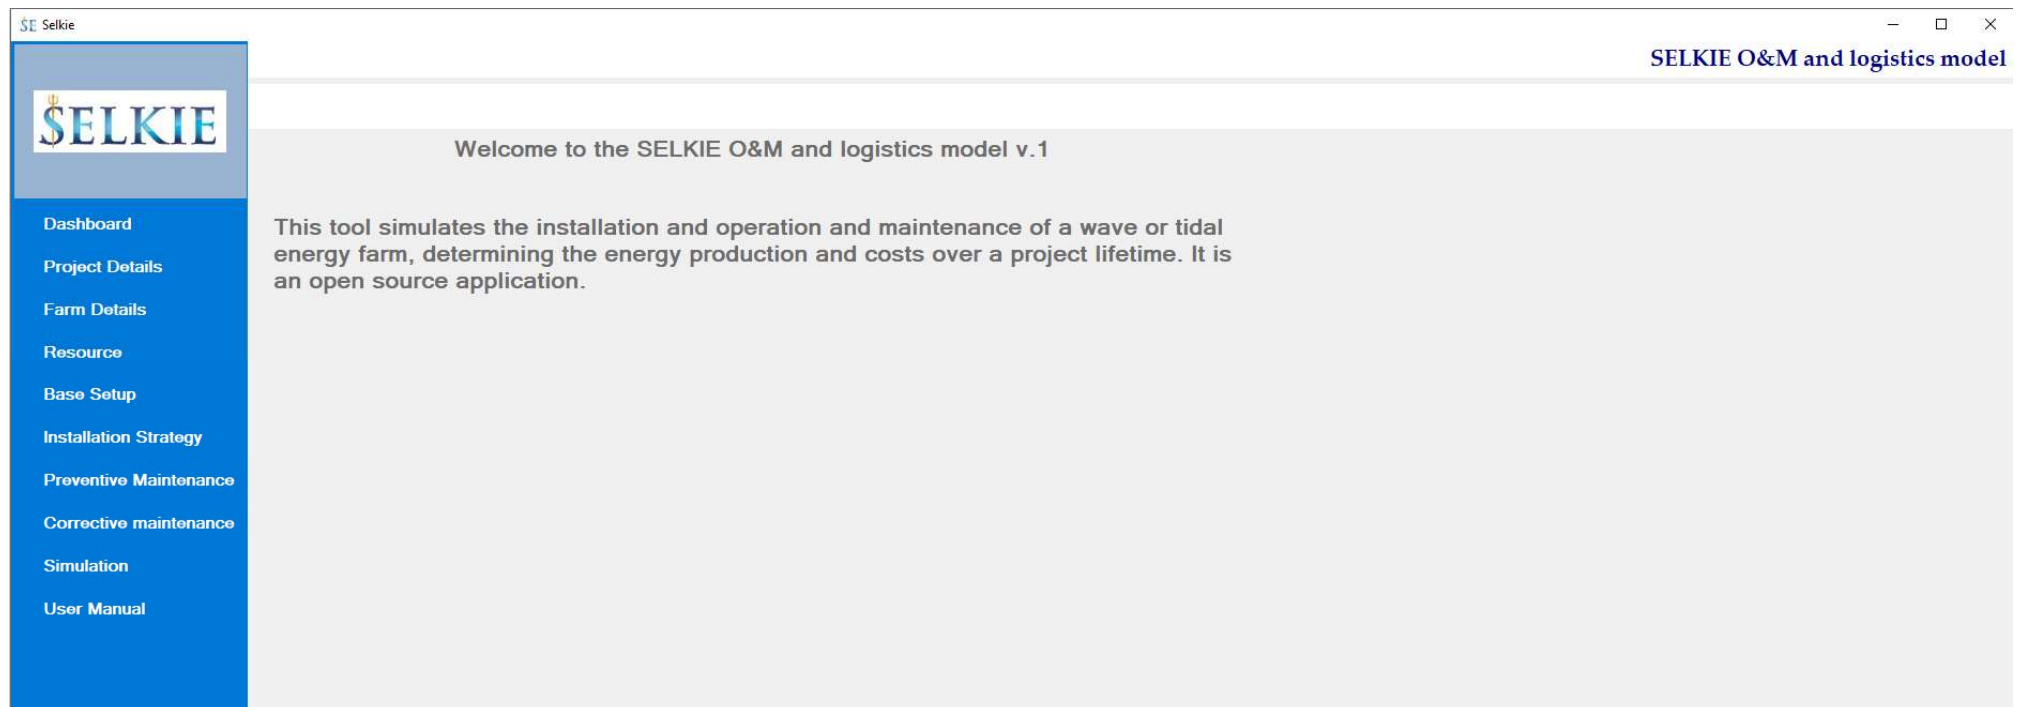 SE Selkie
SELKIE O&M and logistics model
SELKIE
Welcome to the SELKIE O&M and logistics model v.1
This tool simulates the installation and operation and maintenance of a wave or tidal
energy farm, determining the energy production and costs over a project lifetime. It is
an open source application.
Dashboard
Project Details
Farm Details
Resource
Base Setup
Installation Strategy
Preventive Maintenance
Corrective maintenance
Simulation
User Manual